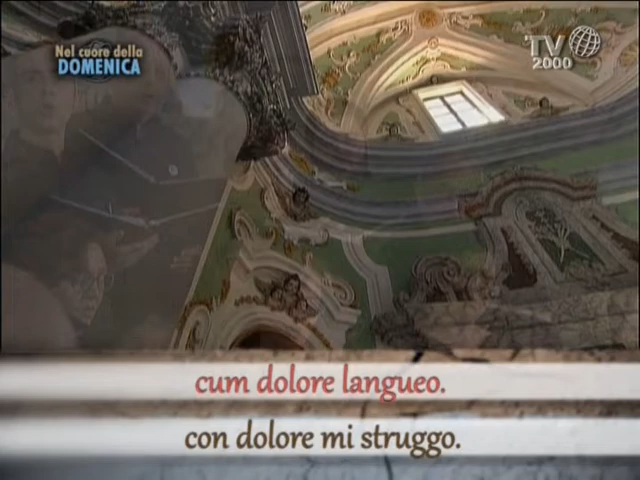 Nel cuore della
DOMENICA
TV
2000
cum dolore langueo.
con dolore mi struggo.